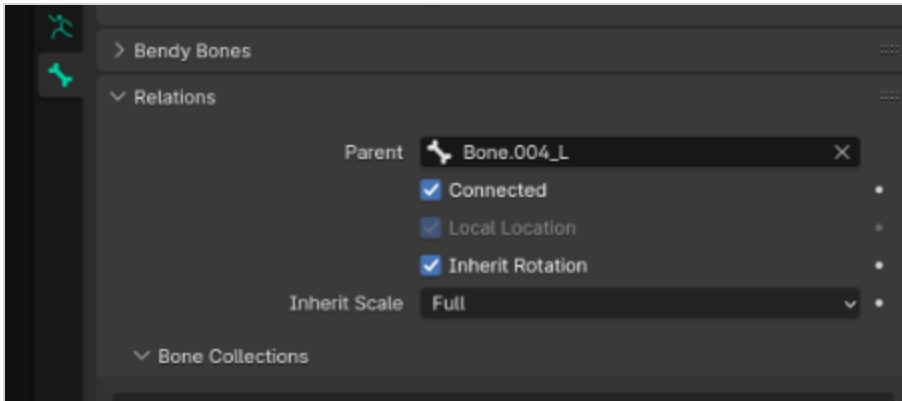 Bendy Bones
Relations
Parent Bone.004_L
Connected
Local Location
Inherit Rotation
Inherit Scale Full
Bone Collections